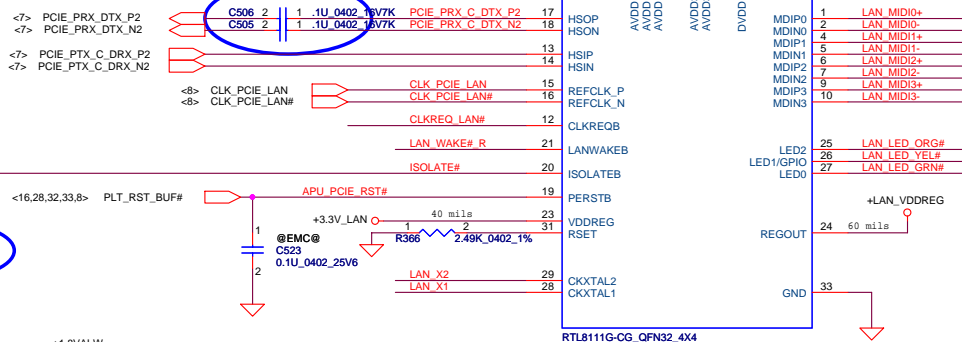 <7> PCIE_PRX_DTX_P2 C506 2 1 .1U_0402_16V7K PCIE_PRX_C_DTX_P2 17 HSOP
<7> PCIE_PRX_DTX_N2 C505 2 1 .1U_0402_16V7K PCIE_PRX_C_DTX_N2 18 HSON
<7> PCIE_PTX_C_DRX_P2 13 HSIP
<7> PCIE_PTX_C_DRX_N2 14 HSIN
<8> CLK_PCIE_LAN CLK_PCIE_LAN 15 REFCLK_P
<8> CLK_PCIE_LAN# CLK_PCIE_LAN# 16 REFCLK_N
CLKREQ_LAN# 12 CLKREQB
LAN_WAKE#_R 21 LANWAKEB
ISOLATE# 20 ISOLATEB
<16,28,32,33,8> PLT_RST_BUF# APU_PCIE_RST# 19 PERSTB
+3.3V_LAN 40 mils 23 VDDREG
R366 1 2 2.49K_0402_1% 31 RSET
1
@EMC@
C523
0.1U_0402_25V6
2
LAN_X2 29 CKXTAL2
LAN_X1 28 CKXTAL1
AVDD
AVDD
AVDD
AVDD
AVDD
DVDD
MDIP0 1 LAN_MIDI0+
MDIN0 2 LAN_MIDI0-
MDIP1 4 LAN_MIDI1+
MDIN1 5 LAN_MIDI1-
MDIP2 6 LAN_MIDI2+
MDIN2 7 LAN_MIDI2-
MDIP3 9 LAN_MIDI3+
MDIN3 10 LAN_MIDI3-
LED2 25 LAN_LED_ORG#
LED1/GPIO 26 LAN_LED_YEL#
LED0 27 LAN_LED_GRN#
+LAN_VDDREG
REGOUT 24 60 mils
GND 33
RTL8111G-CG_QFN32_4X4